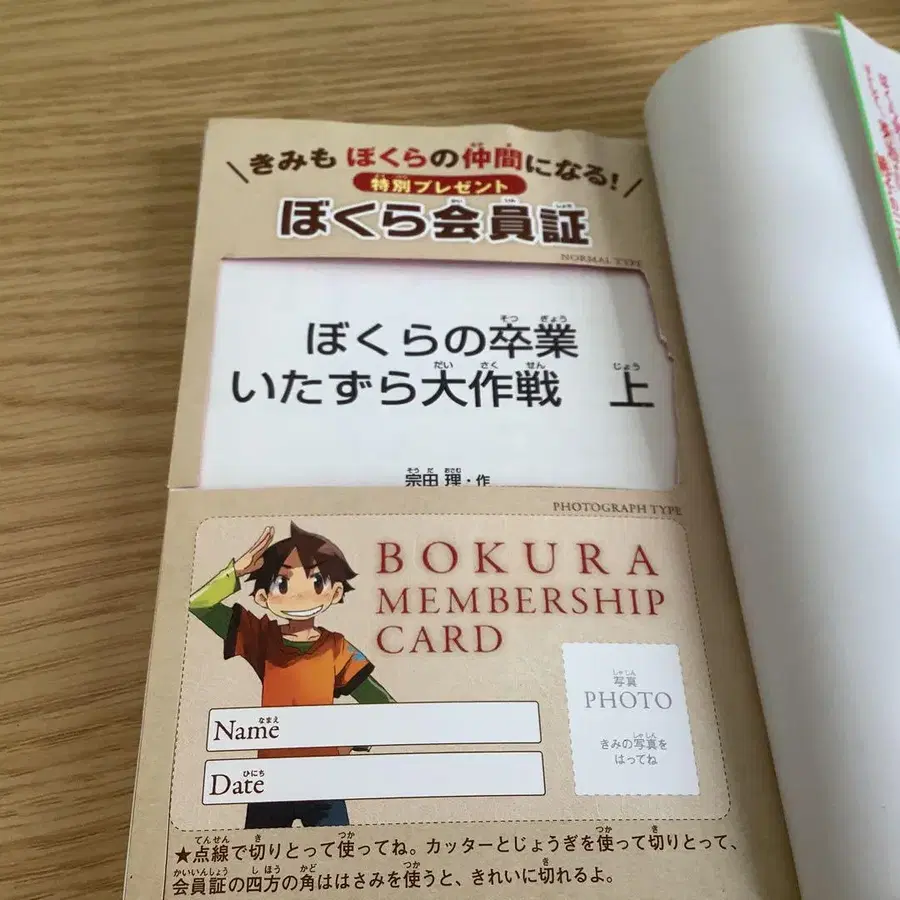 きみも ぼくらの仲間になる!
特別プレゼント
ぼくら会員証
NORMAL TYPE
ぼくらの卒業
いたずら大作戦 上
宗田 理・作
PHOTOGRAPH TYPE
BOKURA
MEMBERSHIP
CARD
写真
PHOTO
きみの写真を
はってね
Name なまえ
Date ひにち
★点線で切りとって使ってね。カッターとじょうぎを使って切りとって、
会員証の四方の角ははさみを使うと、きれいに切れるよ。